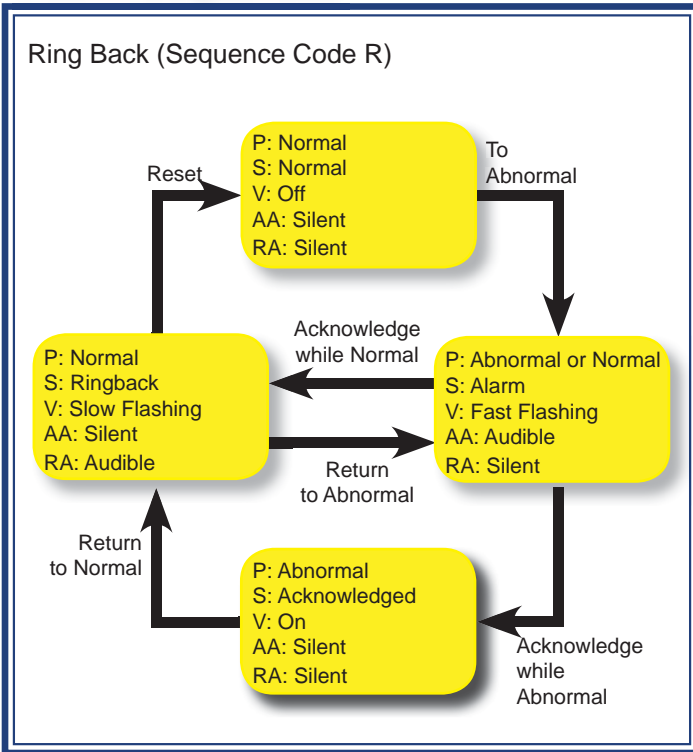 Ring Back (Sequence Code R)
P: Normal
S: Normal
V: Off
AA: Silent
RA: Silent
To
Abnormal
Reset
Acknowledge
while Normal
P: Normal
S: Ringback
V: Slow Flashing
AA: Silent
RA: Audible
P: Abnormal or Normal
S: Alarm
V: Fast Flashing
AA: Audible
RA: Silent
Return
to Abnormal
Return
to Normal
P: Abnormal
S: Acknowledged
V: On
AA: Silent
RA: Silent
Acknowledge
while
Abnormal